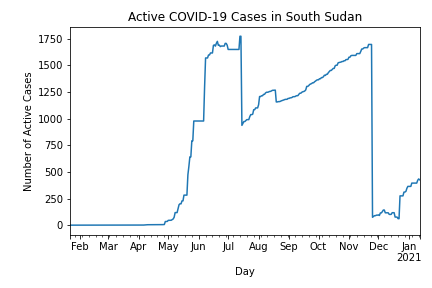 Active COVID-19 Cases in South Sudan
Number of Active Cases
1750
1500
1250
1000
750
500
250
0
Feb Mar Apr May Jun Jul Aug Sep Oct Nov Dec Jan
2021
Day